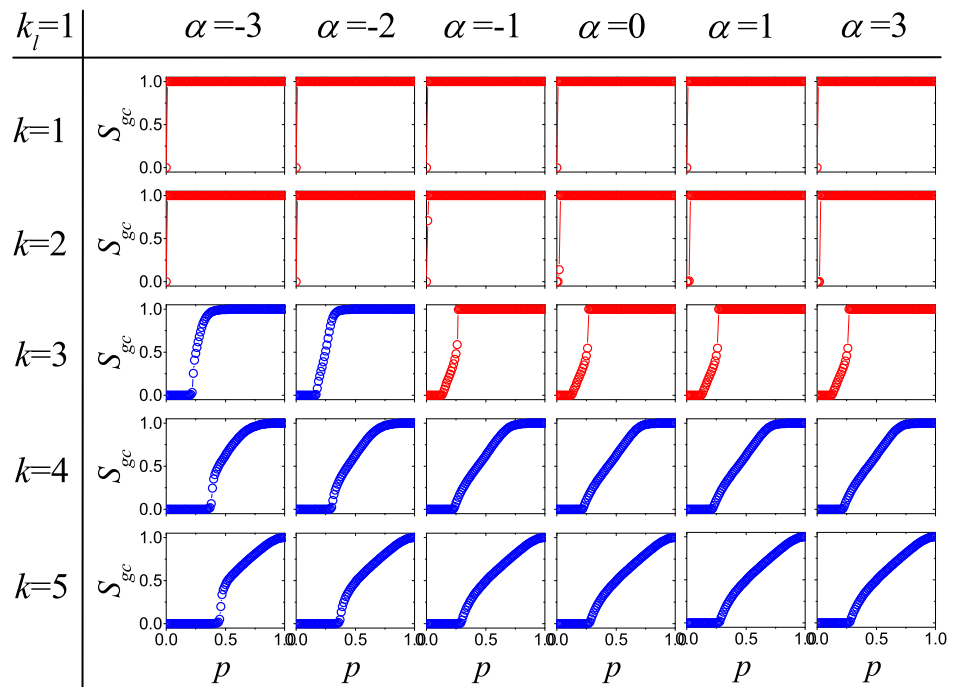 k_l=1 α=-3 α=-2 α=-1 α=0 α=1 α=3
k=1 S_gc 1.0 0.5 0.0
k=2 S_gc 1.0 0.5 0.0
k=3 S_gc 1.0 0.5 0.0
k=4 S_gc 1.0 0.5 0.0
k=5 S_gc 1.0 0.5 0.0
0.0 0.5 1.0 0.0 0.5 1.0 0.0 0.5 1.0 0.0 0.5 1.0 0.0 0.5 1.0 0.0 0.5 1.0
p p p p p p